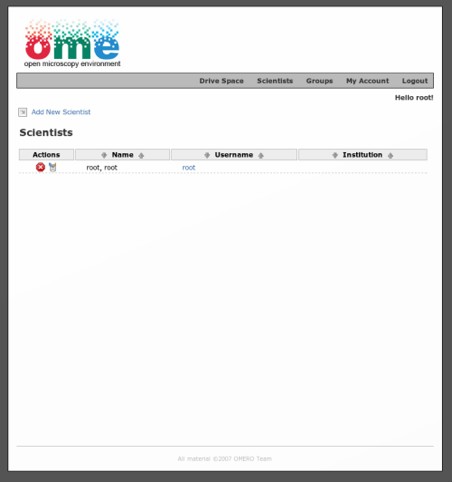 ome
open microscopy environment
Drive Space Scientists Groups My Account Logout
Hello root!
Add New Scientist
Scientists
Actions Name Username Institution
root, root root
All material ©2007 OMERO Team